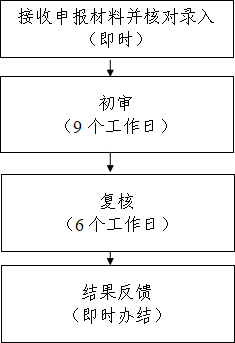 接收申报材料并核对录入
（即时）
初审
（9 个工作日）
复核
（6 个工作日）
结果反馈
（即时办结）